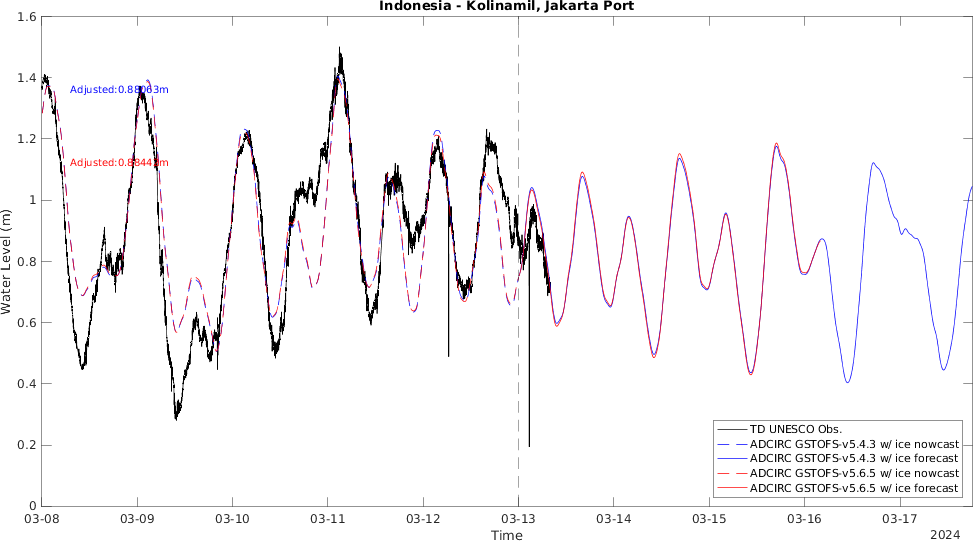 Indonesia - Kolinamil, Jakarta Port
1.6
1.4
1.2
1
0.8
0.6
0.4
0.2
0
Water Level (m)
Adjusted:0.88063m
03-08
03-09
03-10
03-11
03-12
03-13
03-14
03-15
03-16
03-17
Time
2024
TD UNESCO Obs.
ADCIRC GSTOFS-v5.4.3 w/ ice nowcast
ADCIRC GSTOFS-v5.4.3 w/ ice forecast
ADCIRC GSTOFS-v5.6.5 w/ ice nowcast
ADCIRC GSTOFS-v5.6.5 w/ ice forecast